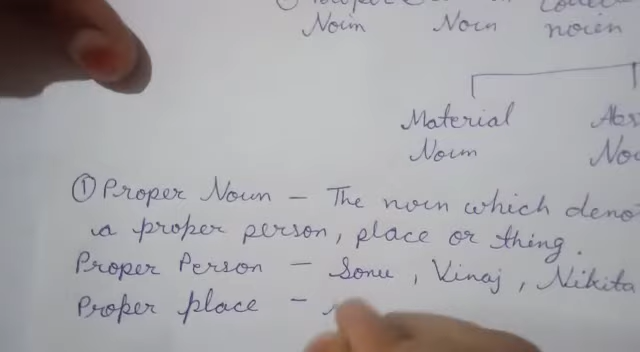 Noun Noun noun
Material
Noun
① Proper Noun – The noun which
a proper person, place or thing.
Proper Person – Sonu, Vinaj, Nikita
Proper place –